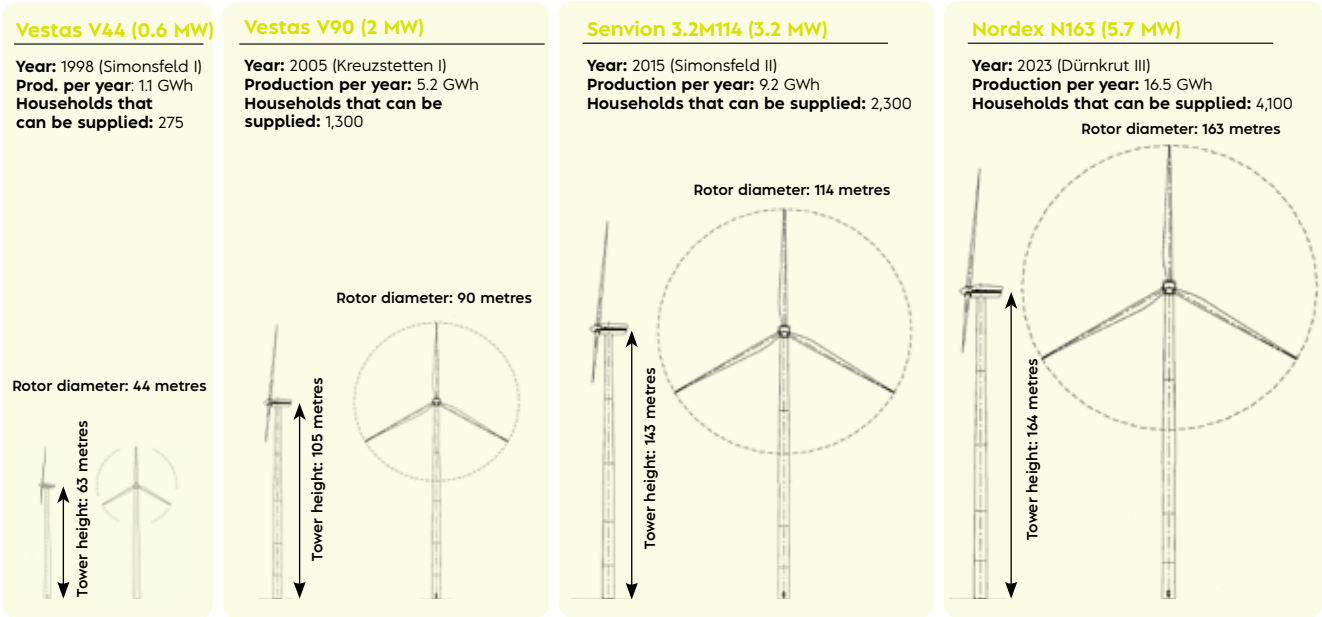 Vestas V44 (0.6 MW)
Year: 1998 (Simonsfeld I)
Prod. per year: 1.1 GWh
Households that
can be supplied: 275
Rotor diameter: 44 metres
Tower height: 63 metres
Vestas V90 (2 MW)
Year: 2005 (Kreuzstetten I)
Production per year: 5.2 GWh
Households that can be
supplied: 1,300
Rotor diameter: 90 metres
Tower height: 105 metres
Senvion 3.2M114 (3.2 MW)
Year: 2015 (Simonsfeld II)
Production per year: 9.2 GWh
Households that can be supplied: 2,300
Rotor diameter: 114 metres
Tower height: 143 metres
Nordex N163 (5.7 MW)
Year: 2023 (Dürnkrut III)
Production per year: 16.5 GWh
Households that can be supplied: 4,100
Rotor diameter: 163 metres
Tower height: 164 metres